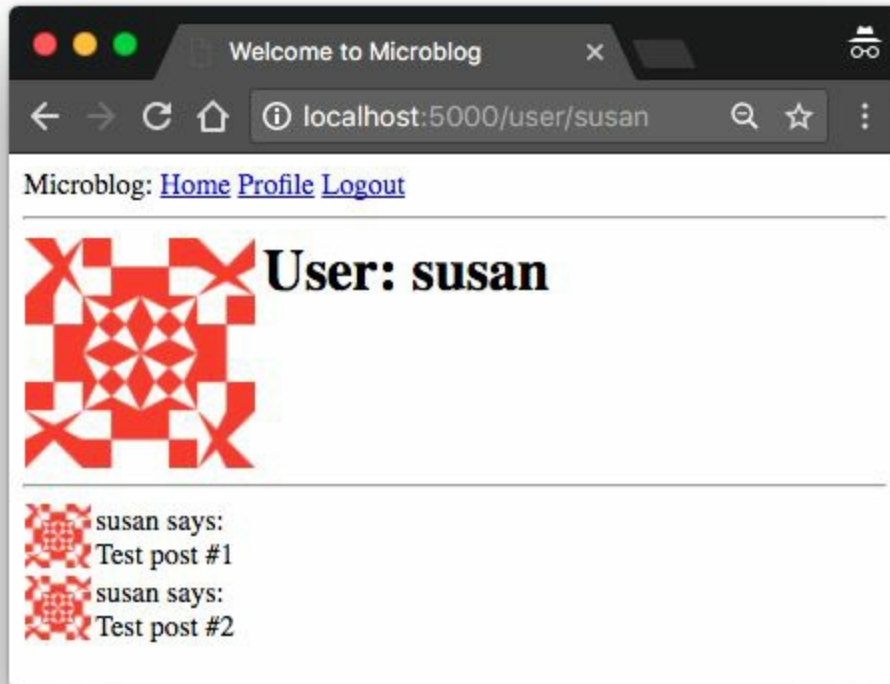 Welcome to Microblog
localhost:5000/user/susan
Microblog: Home Profile Logout
User: susan
susan says:
Test post #1
susan says:
Test post #2